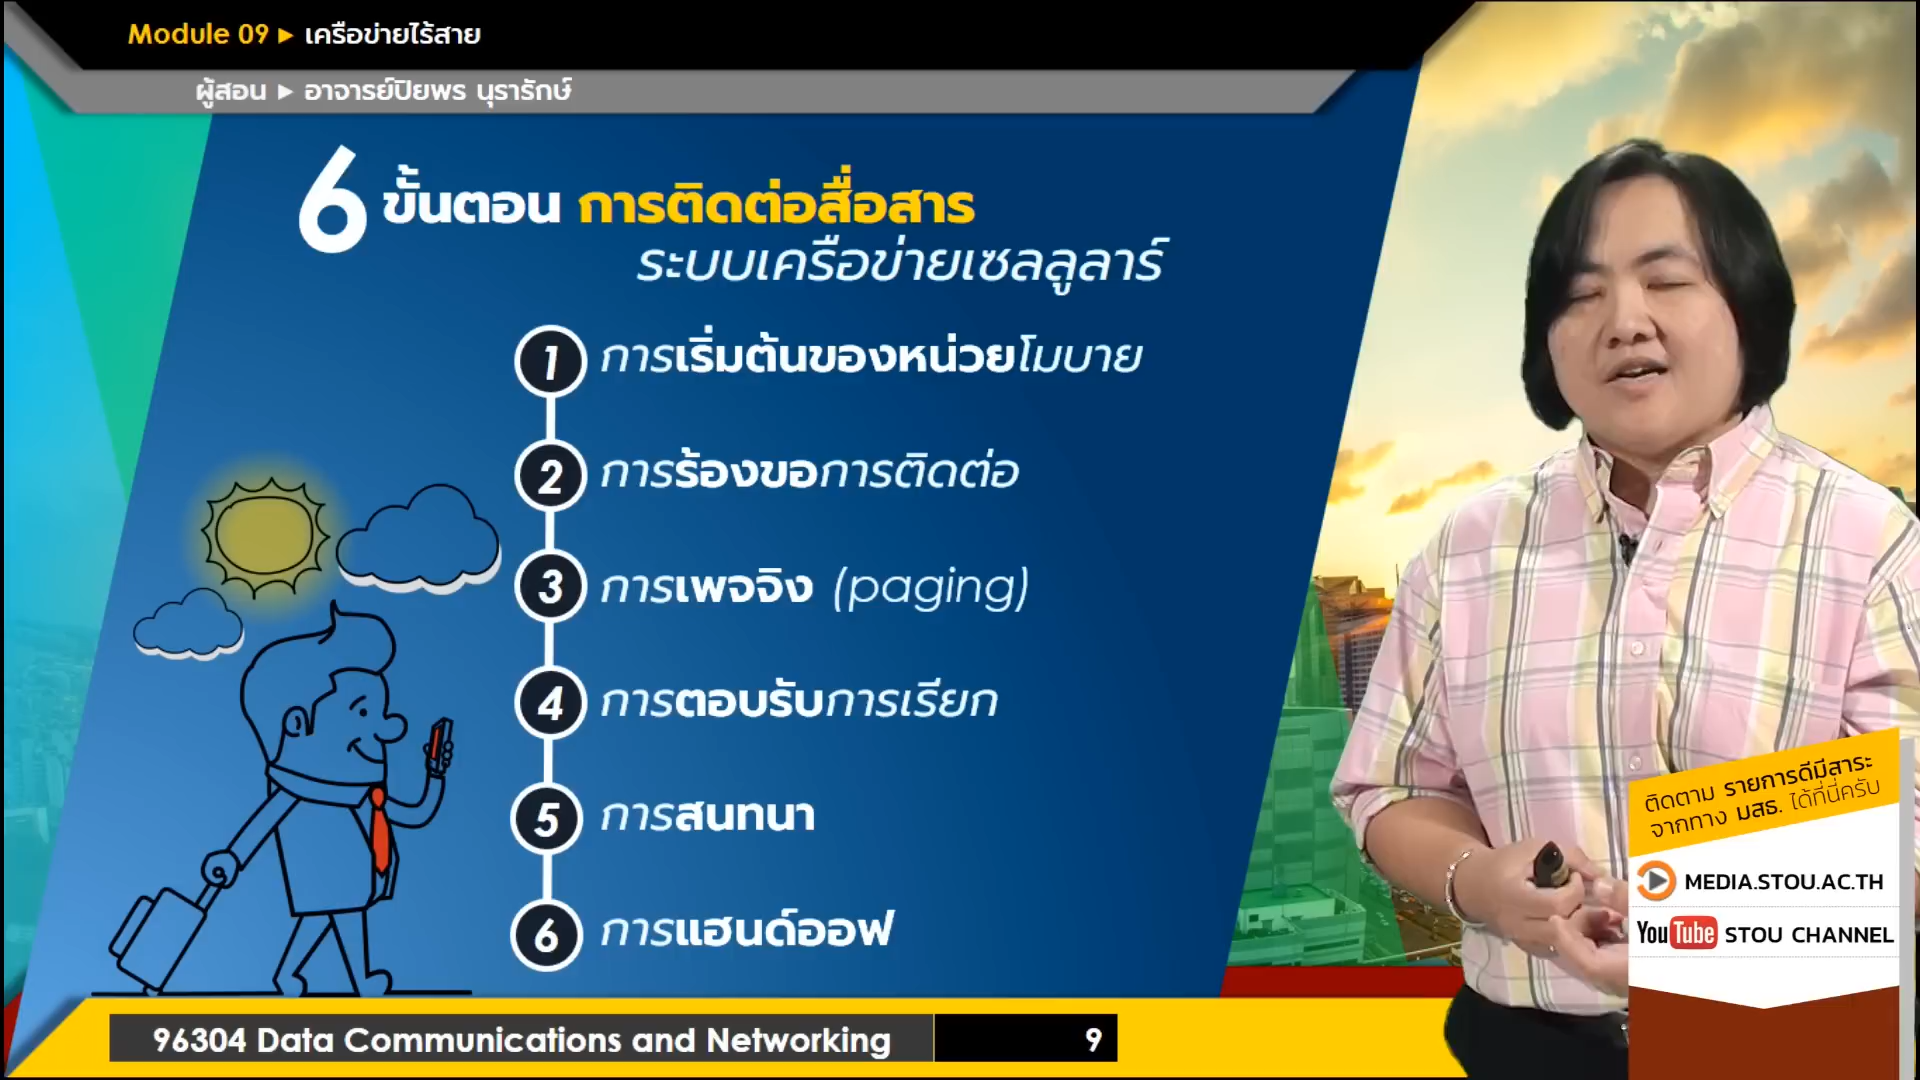 Module 09 ▶ เครือข่ายไร้สาย
ผู้สอน ▶ อาจารย์ปิยพร นุรารักษ์
6 ขั้นตอน การติดต่อสื่อสาร
ระบบเครือข่ายเซลลูลาร์
1 การเริ่มต้นของหน่วยโมบาย
2 การร้องขอการติดต่อ
3 การเพจจิง (paging)
4 การตอบรับการเรียก
5 การสนทนา
6 การแฮนด์ออฟ
ติดตาม รายการดีมีสาระ
จากทาง มสธ. ได้ที่นี่ครับ
MEDIA.STOU.AC.TH
YouTube STOU CHANNEL
96304 Data Communications and Networking 9